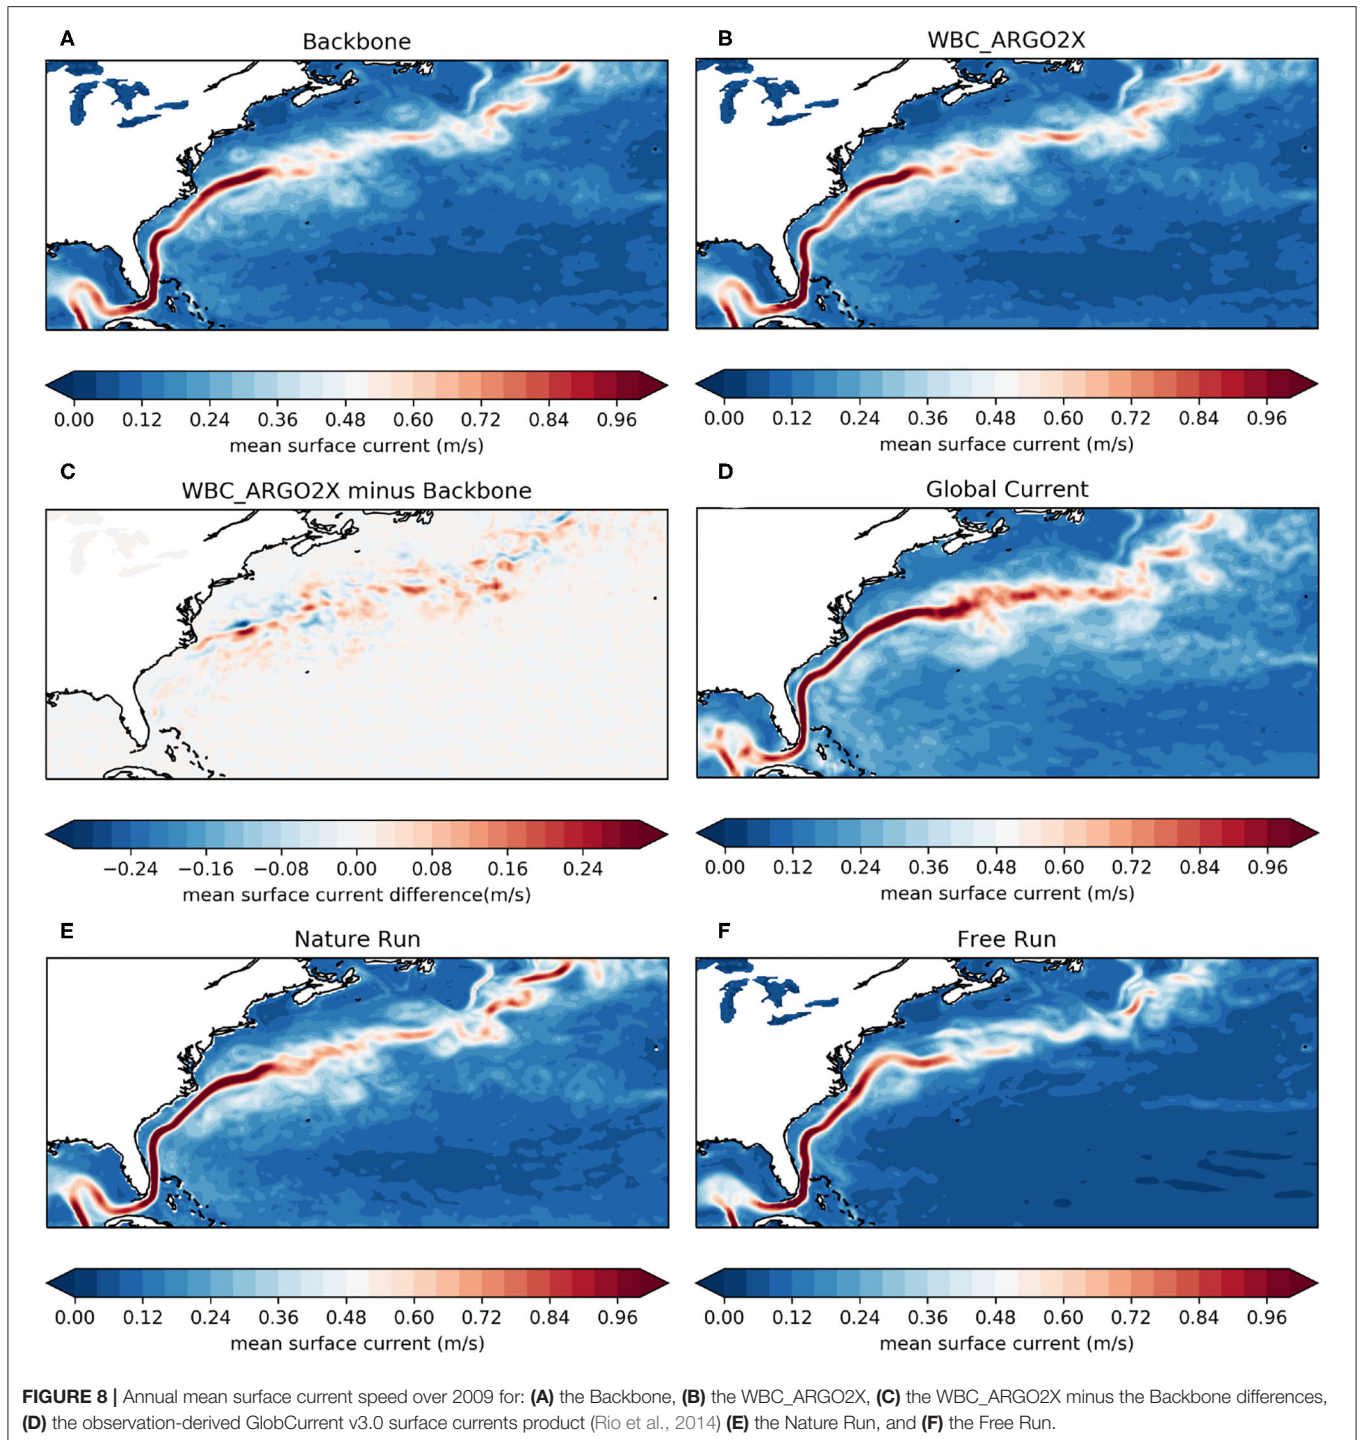 A
Backbone
0.00 0.12 0.24 0.36 0.48 0.60 0.72 0.84 0.96
mean surface current (m/s)
B
WBC_ARGO2X
0.00 0.12 0.24 0.36 0.48 0.60 0.72 0.84 0.96
mean surface current (m/s)
C
WBC_ARGO2X minus Backbone
−0.24 −0.16 −0.08 0.00 0.08 0.16 0.24
mean surface current difference(m/s)
D
Global Current
0.00 0.12 0.24 0.36 0.48 0.60 0.72 0.84 0.96
mean surface current (m/s)
E
Nature Run
0.00 0.12 0.24 0.36 0.48 0.60 0.72 0.84 0.96
mean surface current (m/s)
F
Free Run
0.00 0.12 0.24 0.36 0.48 0.60 0.72 0.84 0.96
mean surface current (m/s)
FIGURE 8 | Annual mean surface current speed over 2009 for: (A) the Backbone, (B) the WBC_ARGO2X, (C) the WBC_ARGO2X minus the Backbone differences,
(D) the observation-derived GlobCurrent v3.0 surface currents product (Rio et al., 2014) (E) the Nature Run, and (F) the Free Run.